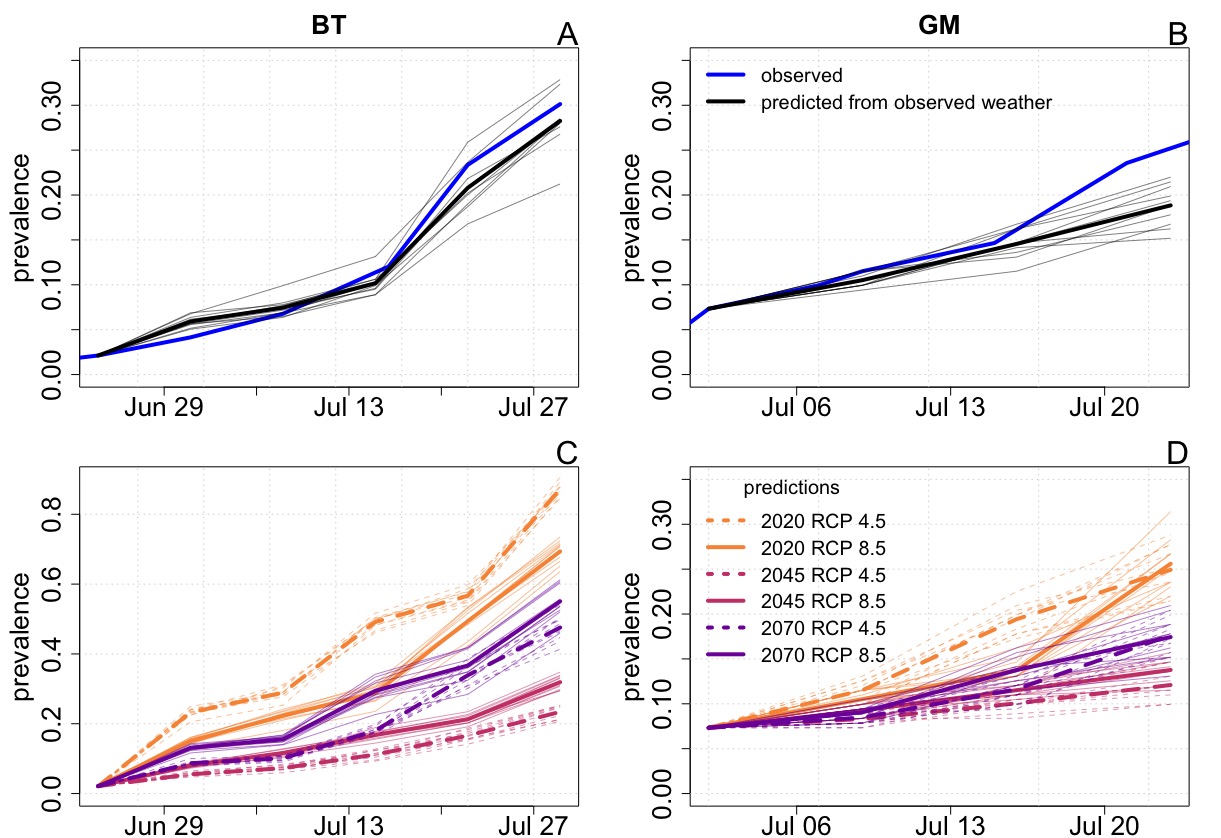 BT
A
prevalence
0.00
0.10
0.20
0.30
Jun 29
Jul 13
Jul 27
GM
B
observed
predicted from observed weather
prevalence
0.00
0.10
0.20
0.30
Jul 06
Jul 13
Jul 20
C
prevalence
0.0
0.2
0.4
0.6
0.8
Jun 29
Jul 13
Jul 27
D
predictions
2020 RCP 4.5
2020 RCP 8.5
2045 RCP 4.5
2045 RCP 8.5
2070 RCP 4.5
2070 RCP 8.5
prevalence
0.00
0.10
0.20
0.30
Jul 06
Jul 13
Jul 20